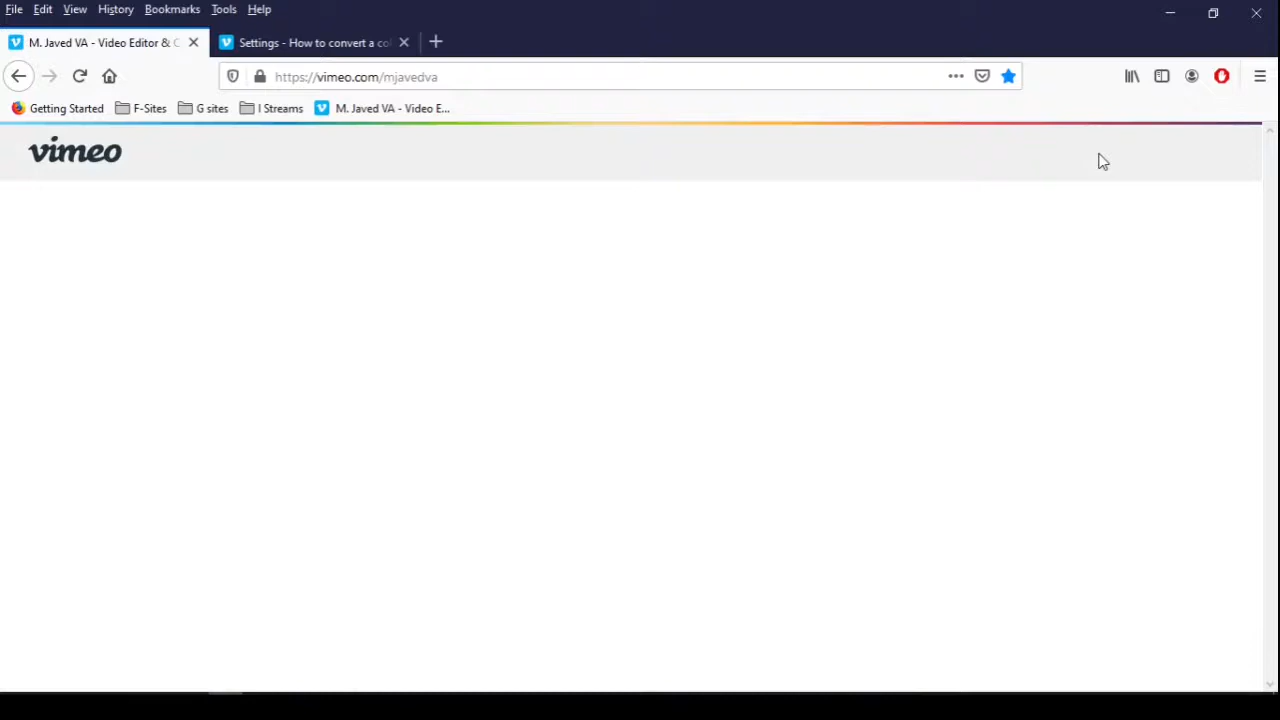 File Edit View History Bookmarks Tools Help
M. Javed VA - Video Editor & C Settings - How to convert a co
https://vimeo.com/mjavedva
Getting Started F-Sites G sites I Streams M. Javed VA - Video E...
vimeo